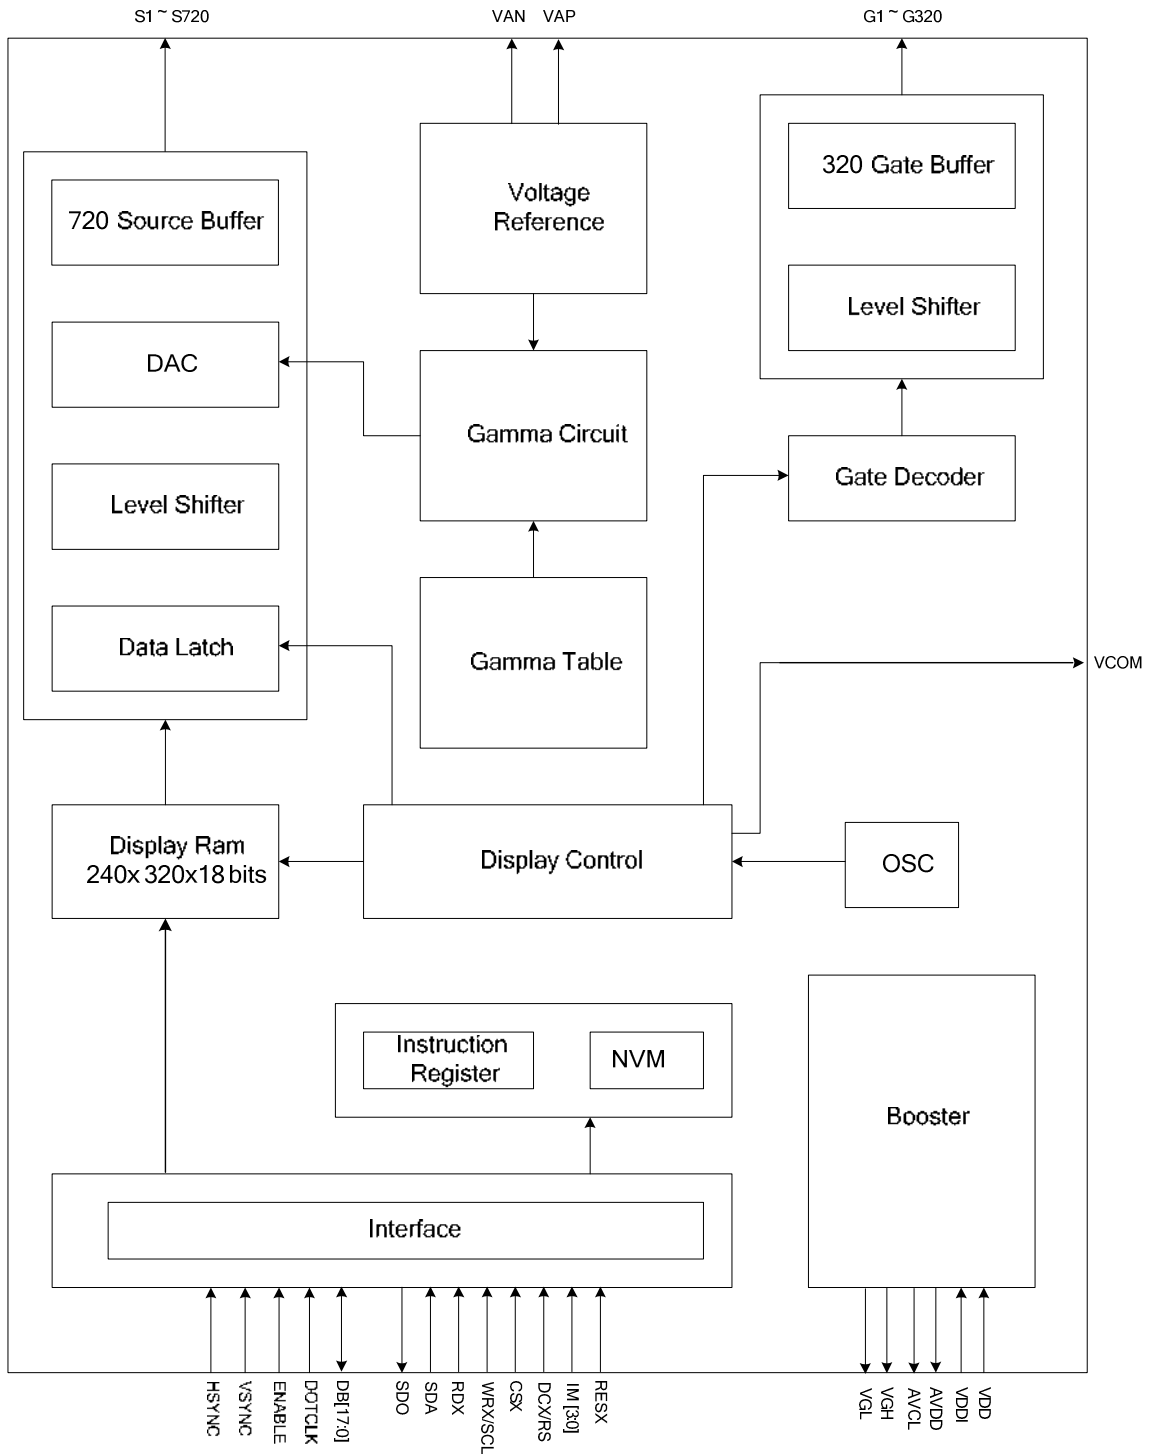 S1 ~ S720
VAN
VAP
G1 ~ G320
720 Source Buffer
Voltage
Reference
320 Gate Buffer
Level Shifter
DAC
Gamma Circuit
Level Shifter
Gate Decoder
Data Latch
Gamma Table
VCOM
Display Ram
240x 320x18 bits
Display Control
OSC
Instruction
Register
NVM
Booster
Interface
HSYNC
VSYNC
ENABLE
DOTCLK
DB[17:0]
SDO
SDA
RDX
WRX/SCL
CSX
DCX/RS
IM [3:0]
RESX
VGL
VGH
AVCL
AVDD
VDDI
VDD